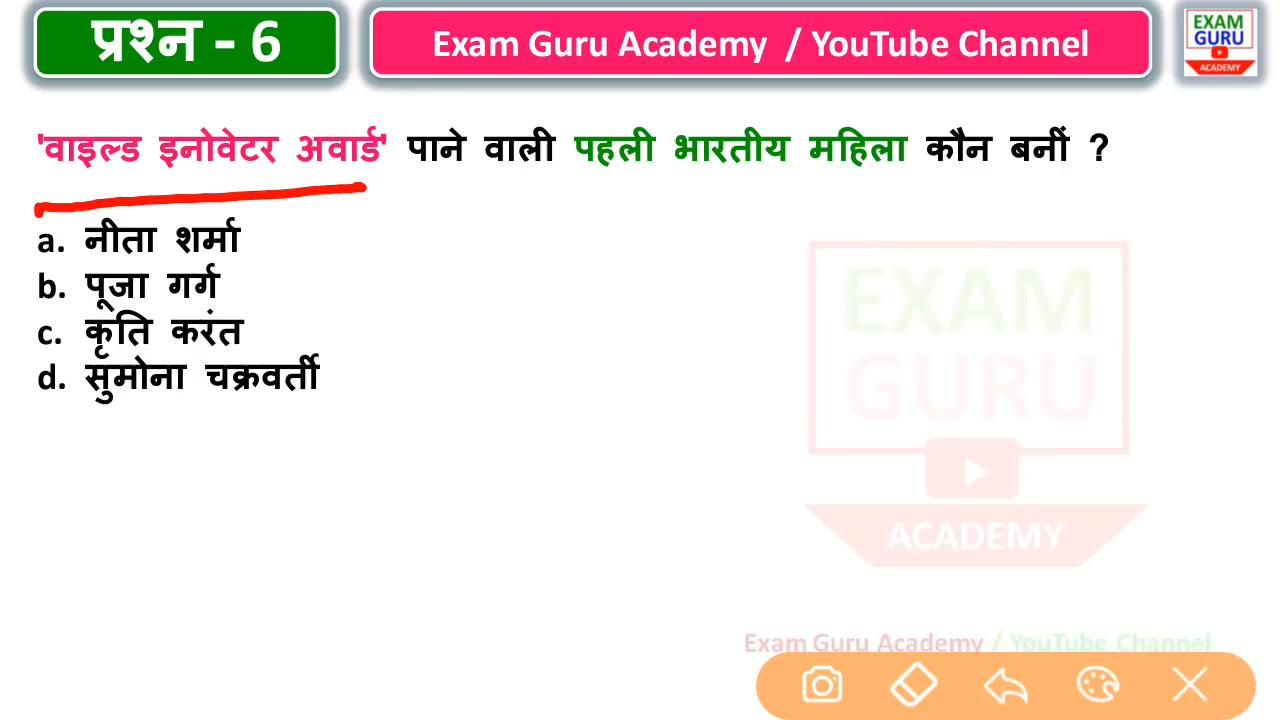 प्रश्न - 6
Exam Guru Academy / YouTube Channel
EXAM
GURU
ACADEMY
'वाइल्ड इनोवेटर अवार्ड' पाने वाली पहली भारतीय महिला कौन बनीं ?
a. नीता शर्मा
b. पूजा गर्ग
c. कृति करंत
d. सुमोना चक्रवर्ती
EXAM
GURU
ACADEMY
Exam Guru Academy / YouTube Channel